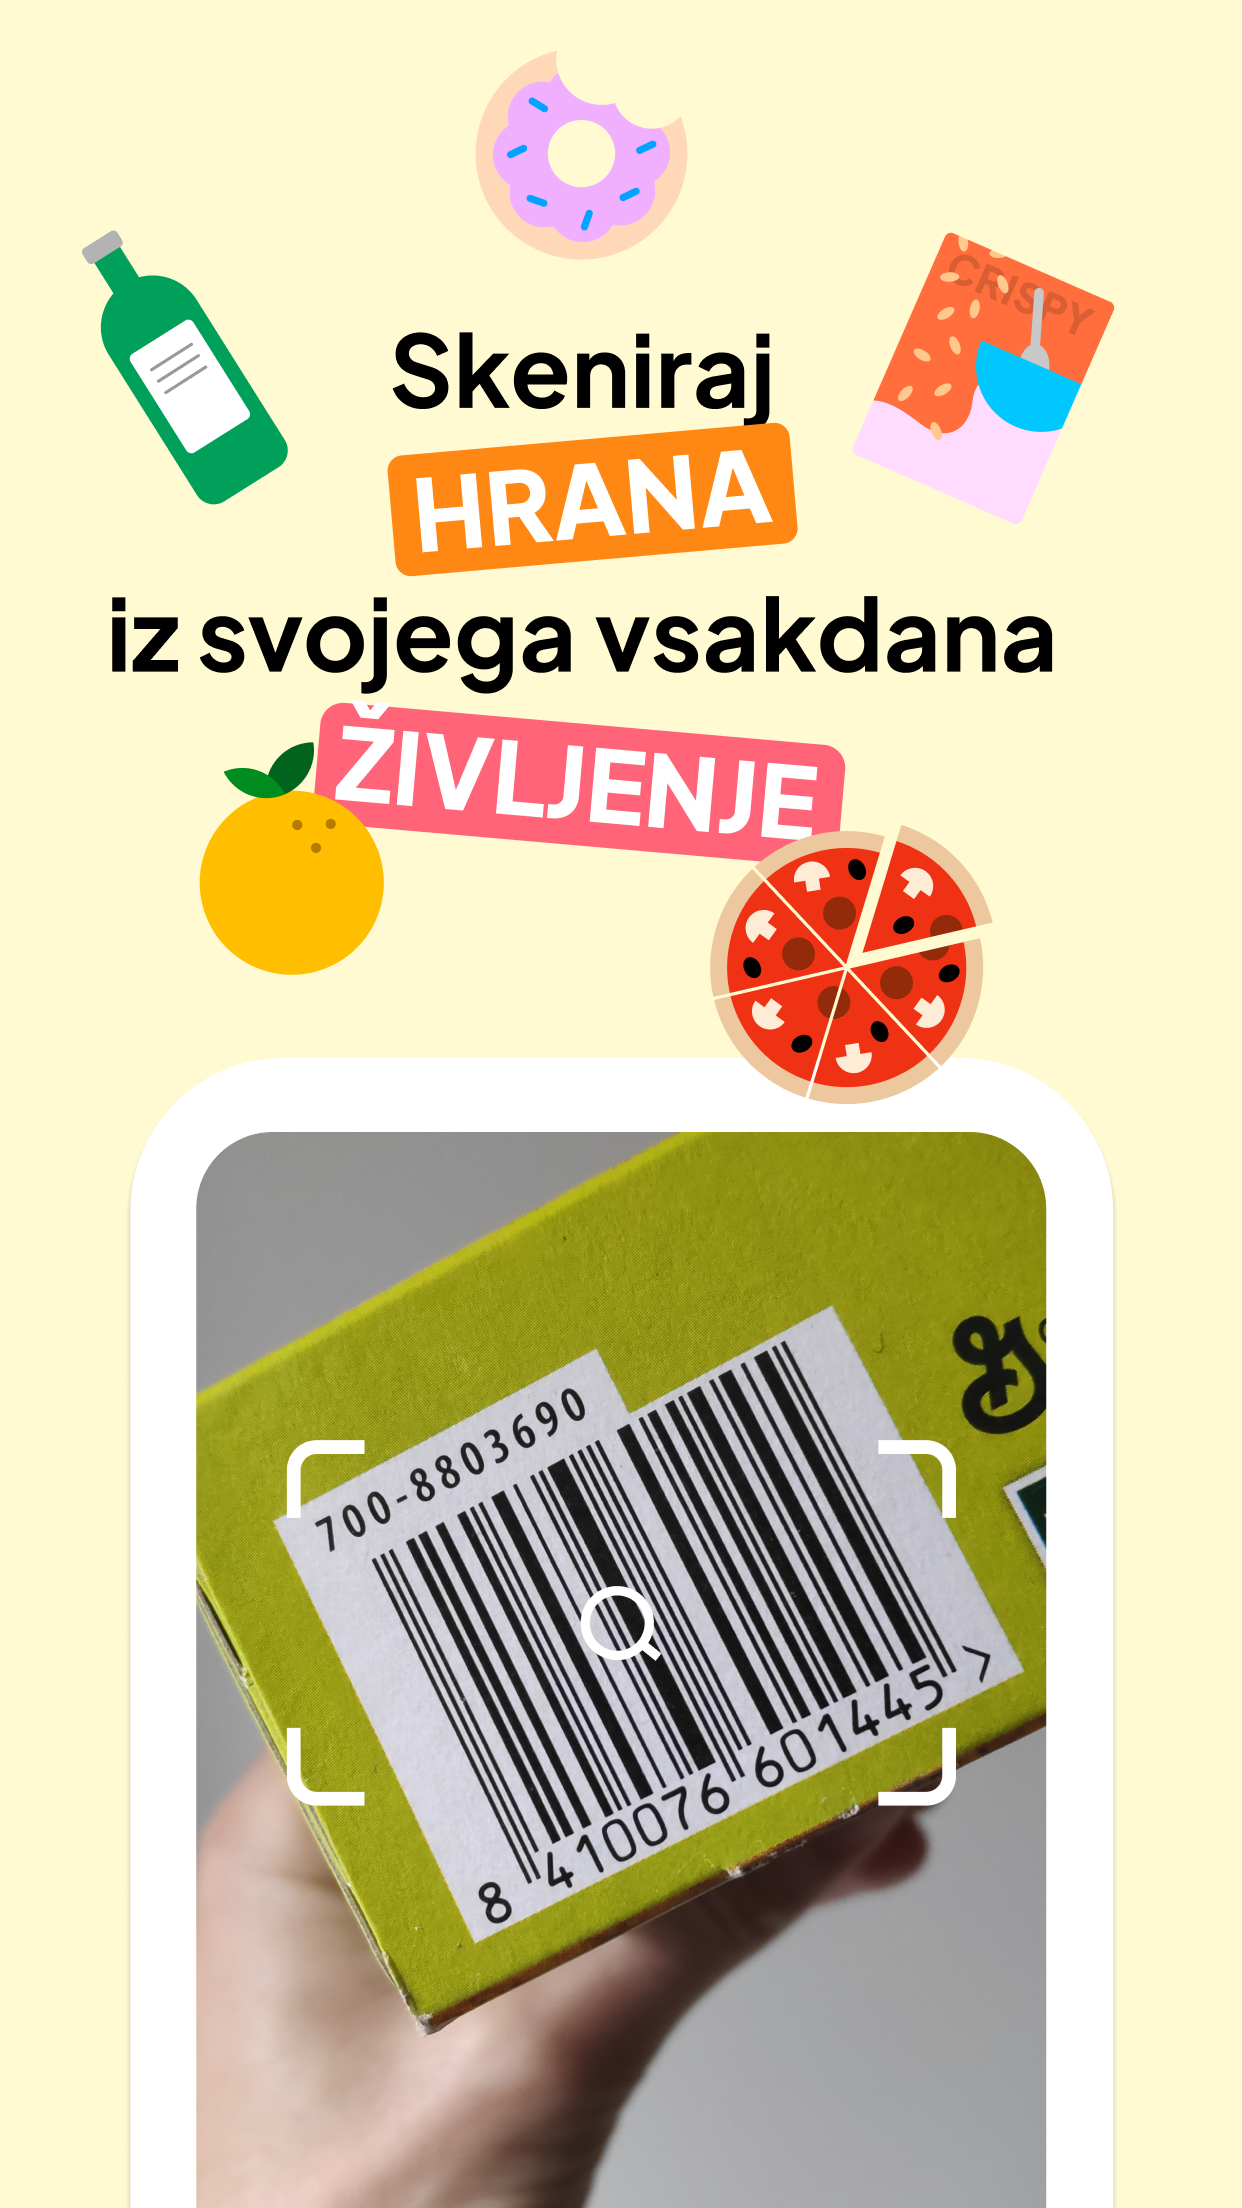 CRISPY
Skeniraj
HRANA
iz svojega vsakdana
ŽIVLJENJE
700-8803690
8 410076 601445 >